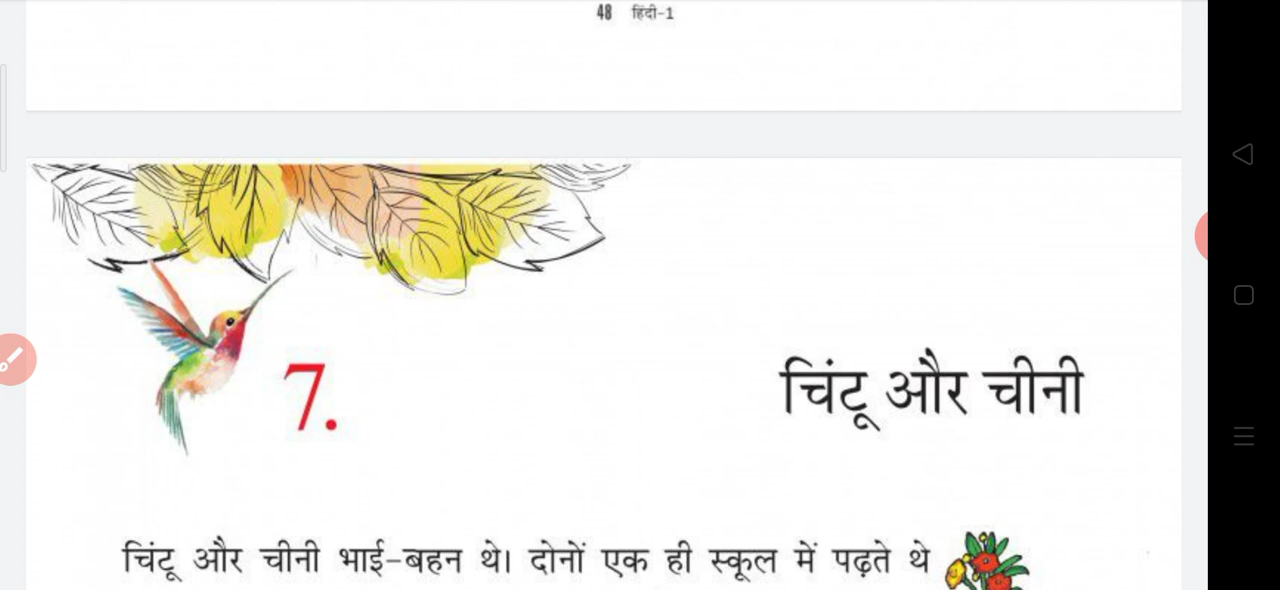 48 हिंदी-1
7.
चिंटू और चीनी
चिंटू और चीनी भाई-बहन थे। दोनों एक ही स्कूल में पढ़ते थे